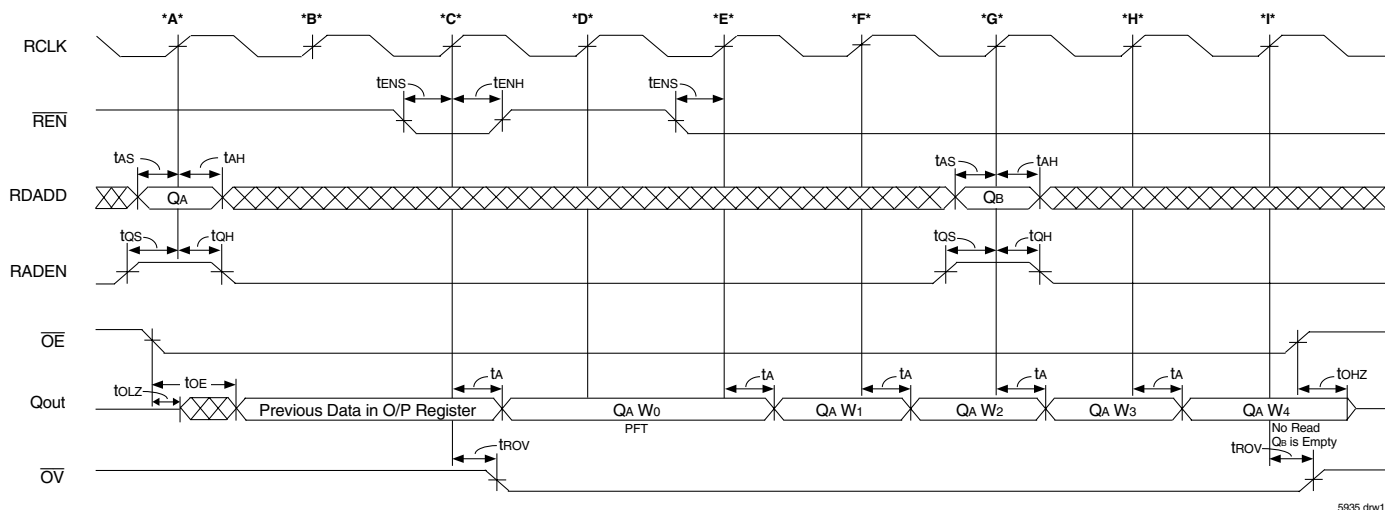 *A* *B* *C* *D* *E* *F* *G* *H* *I*
RCLK
tENS tENH tENS
REN
tAS tAH tAS tAH
RDADD QA QB
tQS tQH tQS tQH
RADEN
OE
tOLZ tOE tA tA tA tA tA tOHZ
Qout Previous Data in O/P Register QA W0 QA W1 QA W2 QA W3 QA W4
PFT No Read
QB is Empty
tROV tROV
OV